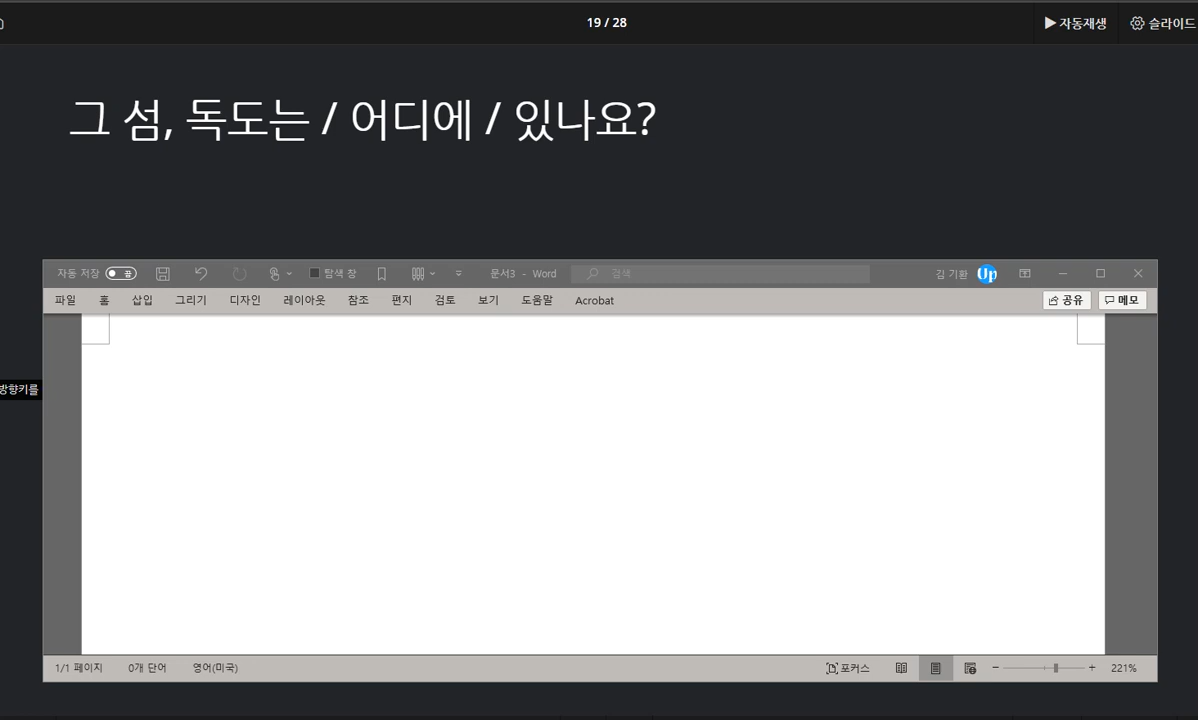 19 / 28
▶ 자동재생
슬라이드
그 섬, 독도는 / 어디에 / 있나요?
자동 저장 끔 탐색 창 문서3 - Word 검색 김 기환 Up
파일 홈 삽입 그리기 디자인 레이아웃 참조 편지 검토 보기 도움말 Acrobat 공유 메모
방향키를
1/1 페이지 0개 단어 영어(미국) 포커스 - + 221%